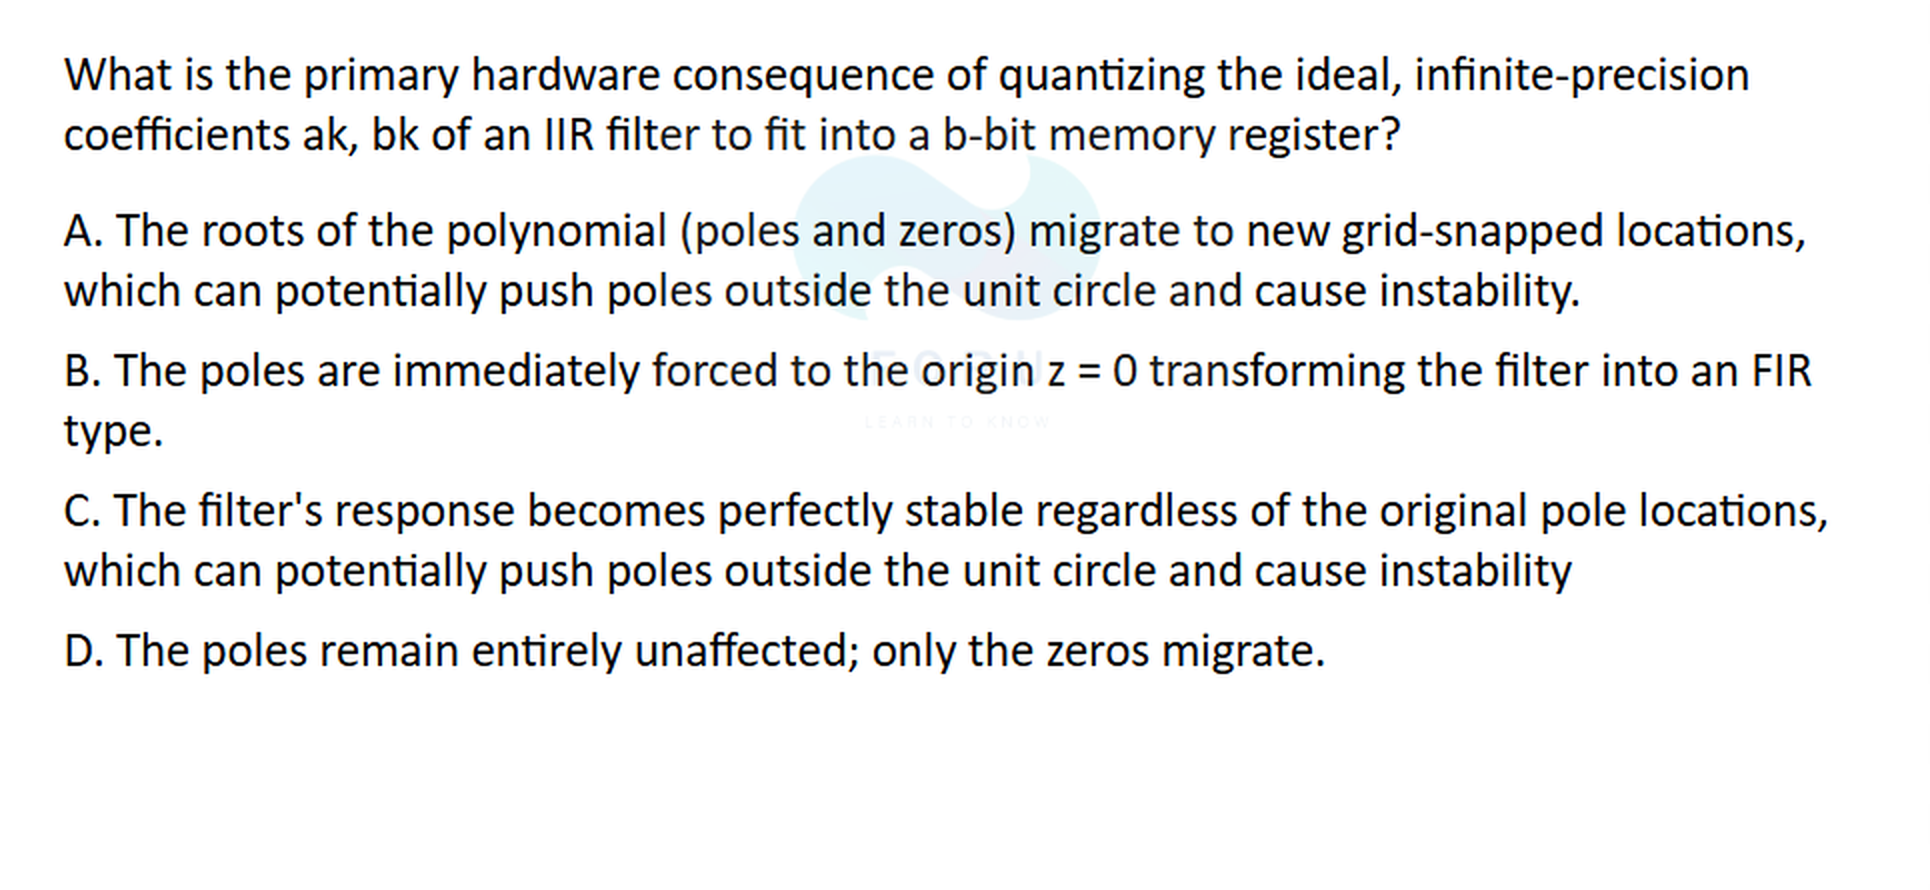 What is the primary hardware consequence of quantizing the ideal, infinite-precision
coefficients ak, bk of an IIR filter to fit into a b-bit memory register?
A. The roots of the polynomial (poles and zeros) migrate to new grid-snapped locations,
which can potentially push poles outside the unit circle and cause instability.
B. The poles are immediately forced to the origin z = 0 transforming the filter into an FIR
type.
LEARN TO KNOW
C. The filter's response becomes perfectly stable regardless of the original pole locations,
which can potentially push poles outside the unit circle and cause instability
D. The poles remain entirely unaffected; only the zeros migrate.